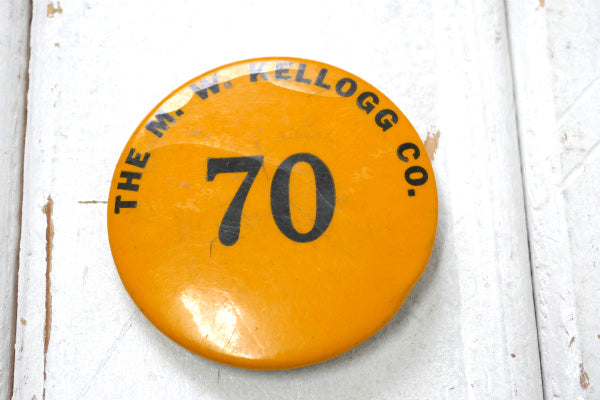 THE M. W. KELLOGG CO.
70